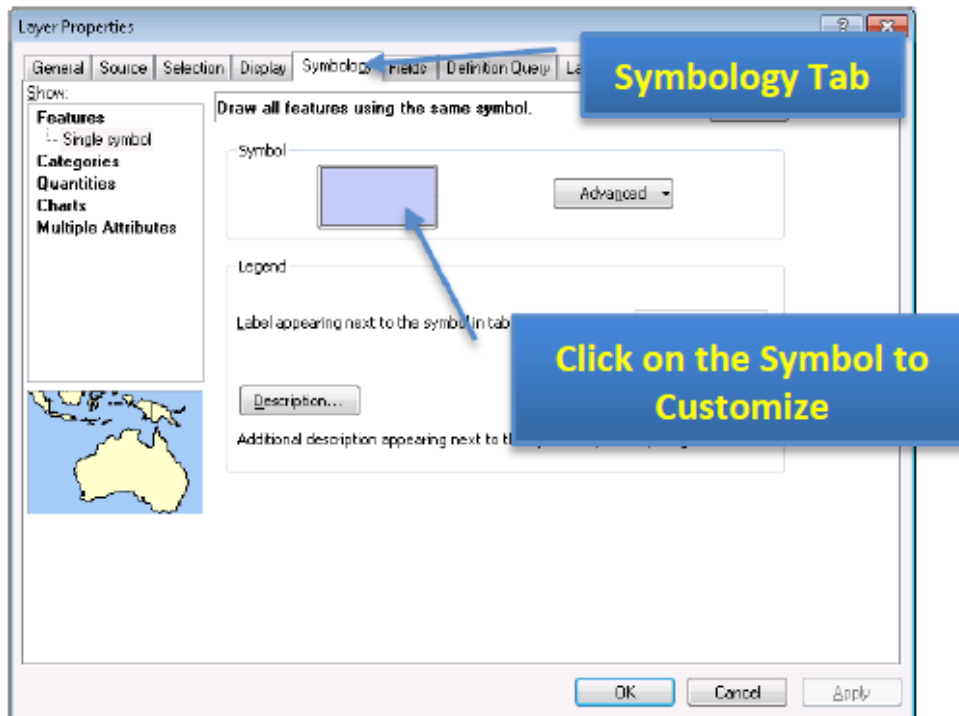 Layer Properties
General Source Selection Display Symbology Fields Definition Query
Symbology Tab
Show:
Features
Single symbol
Categories
Quantities
Charts
Multiple Attributes
Draw all features using the same symbol.
Symbol
Advanced
Legend
Label appearing next to the symbol in
Click on the Symbol to
Customize
Description...
Additional description appearing next to
OK Cancel Apply